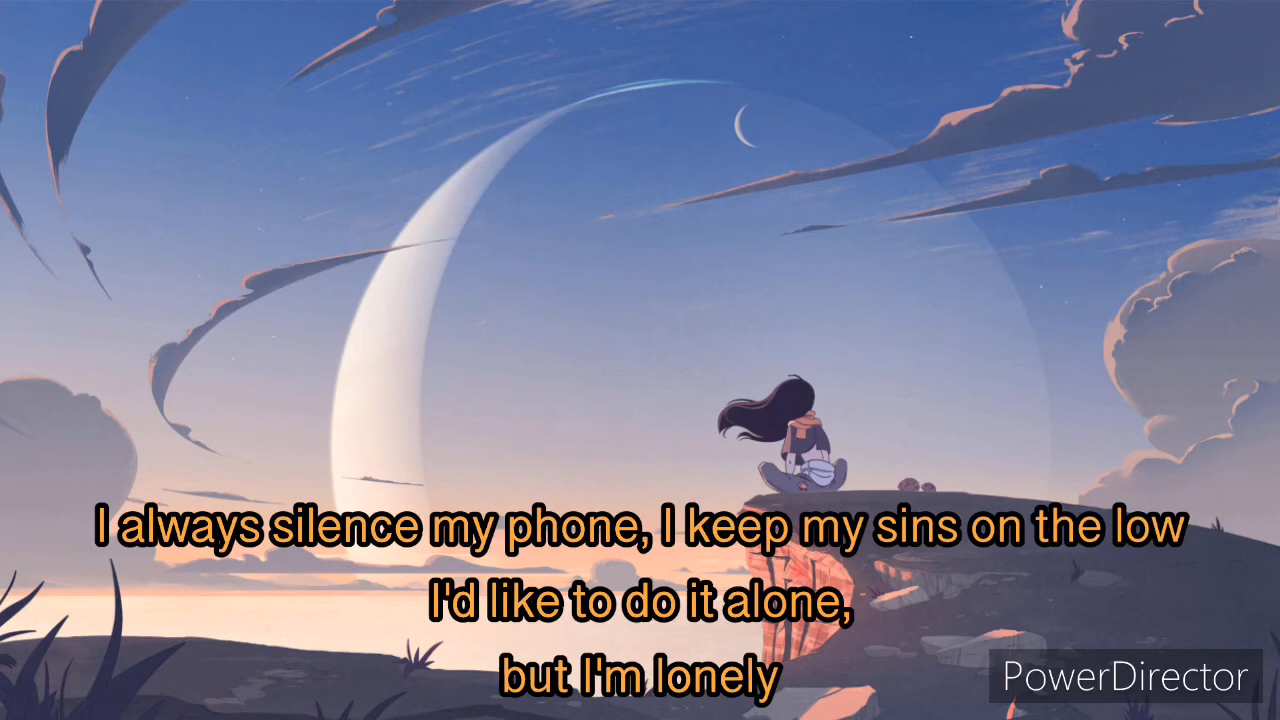 I always silence my phone, I keep my sins on the low
I'd like to do it alone,
but I'm lonely
PowerDirector